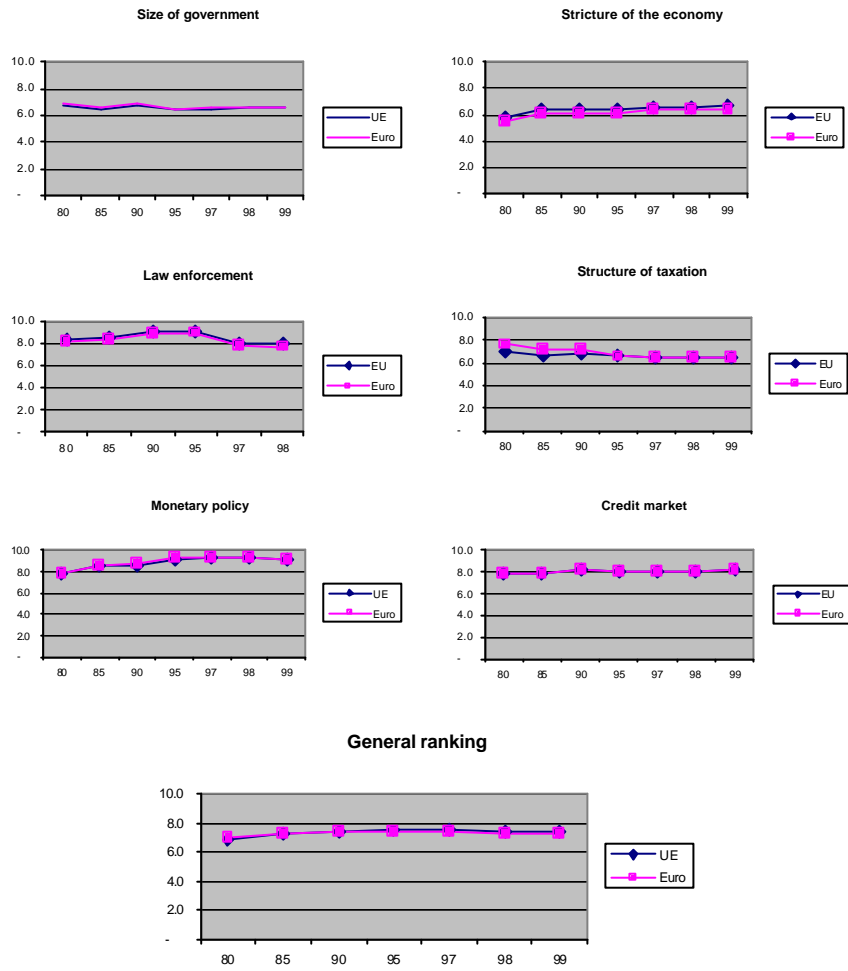 Size of government
10.0
8.0
6.0
4.0
2.0
-
80 85 90 95 97 98 99
UE
Euro
Stricture of the economy
10.0
8.0
6.0
4.0
2.0
-
80 85 90 95 97 98 99
EU
Euro
Law enforcement
10.0
8.0
6.0
4.0
2.0
-
80 85 90 95 97 98
EU
Euro
Structure of taxation
10.0
8.0
6.0
4.0
2.0
-
80 85 90 95 97 98 99
EU
Euro
Monetary policy
10.0
8.0
6.0
4.0
2.0
-
80 85 90 95 97 98 99
UE
Euro
Credit market
10.0
8.0
6.0
4.0
2.0
-
80 85 90 95 97 98 99
EU
Euro
General ranking
10.0
8.0
6.0
4.0
2.0
-
80 85 90 95 97 98 99
UE
Euro